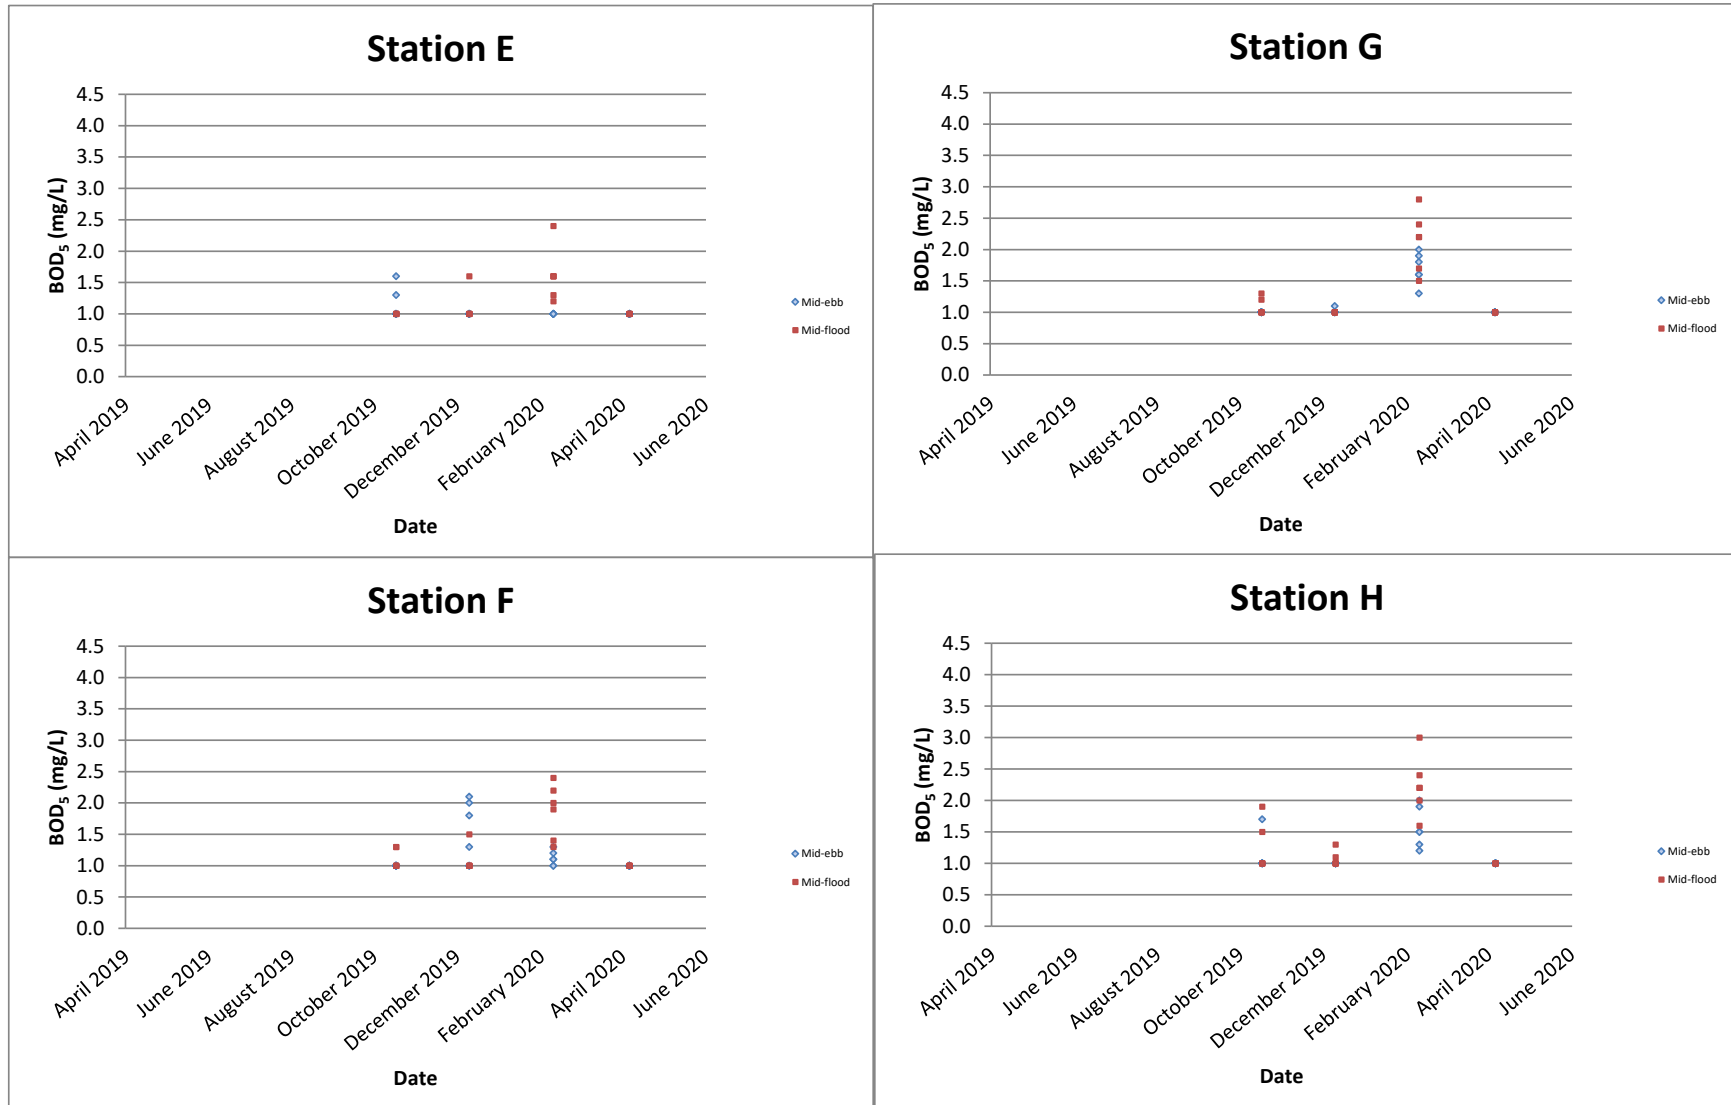 Station E
4.5
4.0
3.5
3.0
2.5
2.0
1.5
1.0
0.5
0.0
BOD₅ (mg/L)
April 2019
June 2019
August 2019
October 2019
December 2019
February 2020
April 2020
June 2020
Date
Mid-ebb
Mid-flood
Station G
4.5
4.0
3.5
3.0
2.5
2.0
1.5
1.0
0.5
0.0
BOD₅ (mg/L)
April 2019
June 2019
August 2019
October 2019
December 2019
February 2020
April 2020
June 2020
Date
Mid-ebb
Mid-flood
Station F
4.5
4.0
3.5
3.0
2.5
2.0
1.5
1.0
0.5
0.0
BOD₅ (mg/L)
April 2019
June 2019
August 2019
October 2019
December 2019
February 2020
April 2020
June 2020
Date
Mid-ebb
Mid-flood
Station H
4.5
4.0
3.5
3.0
2.5
2.0
1.5
1.0
0.5
0.0
BOD₅ (mg/L)
April 2019
June 2019
August 2019
October 2019
December 2019
February 2020
April 2020
June 2020
Date
Mid-ebb
Mid-flood